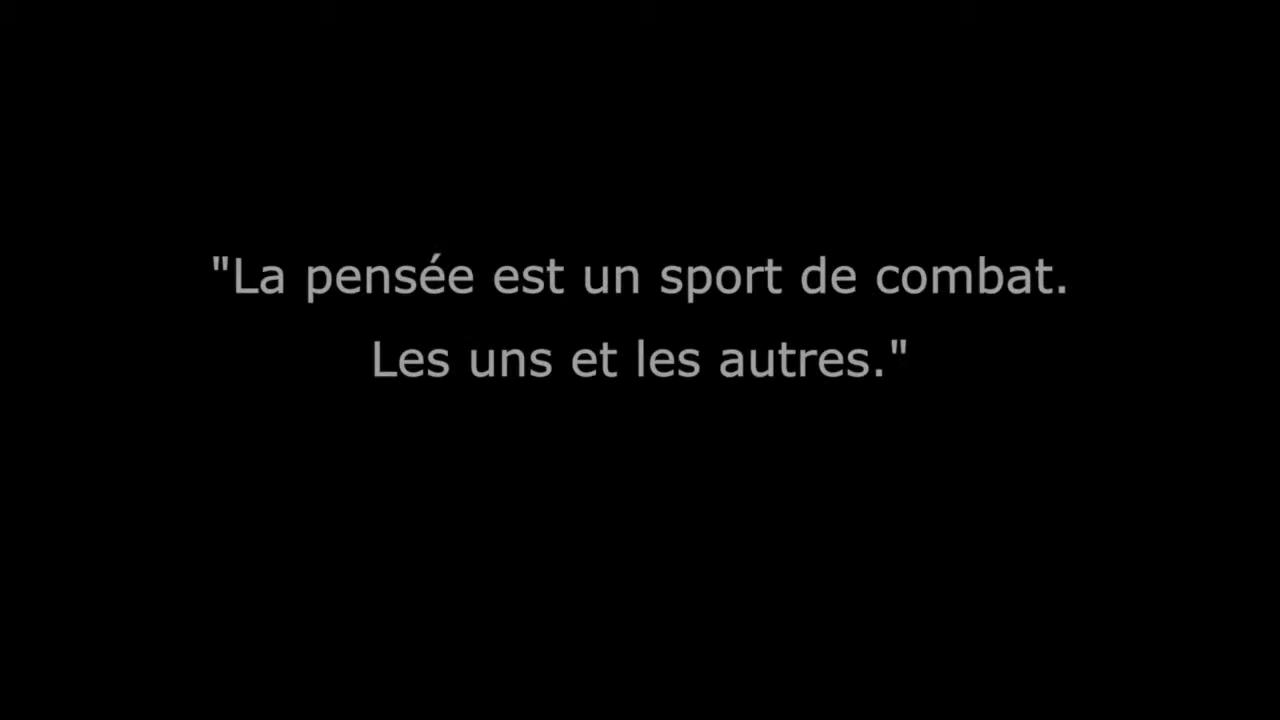 "La pensée est un sport de combat.
Les uns et les autres."